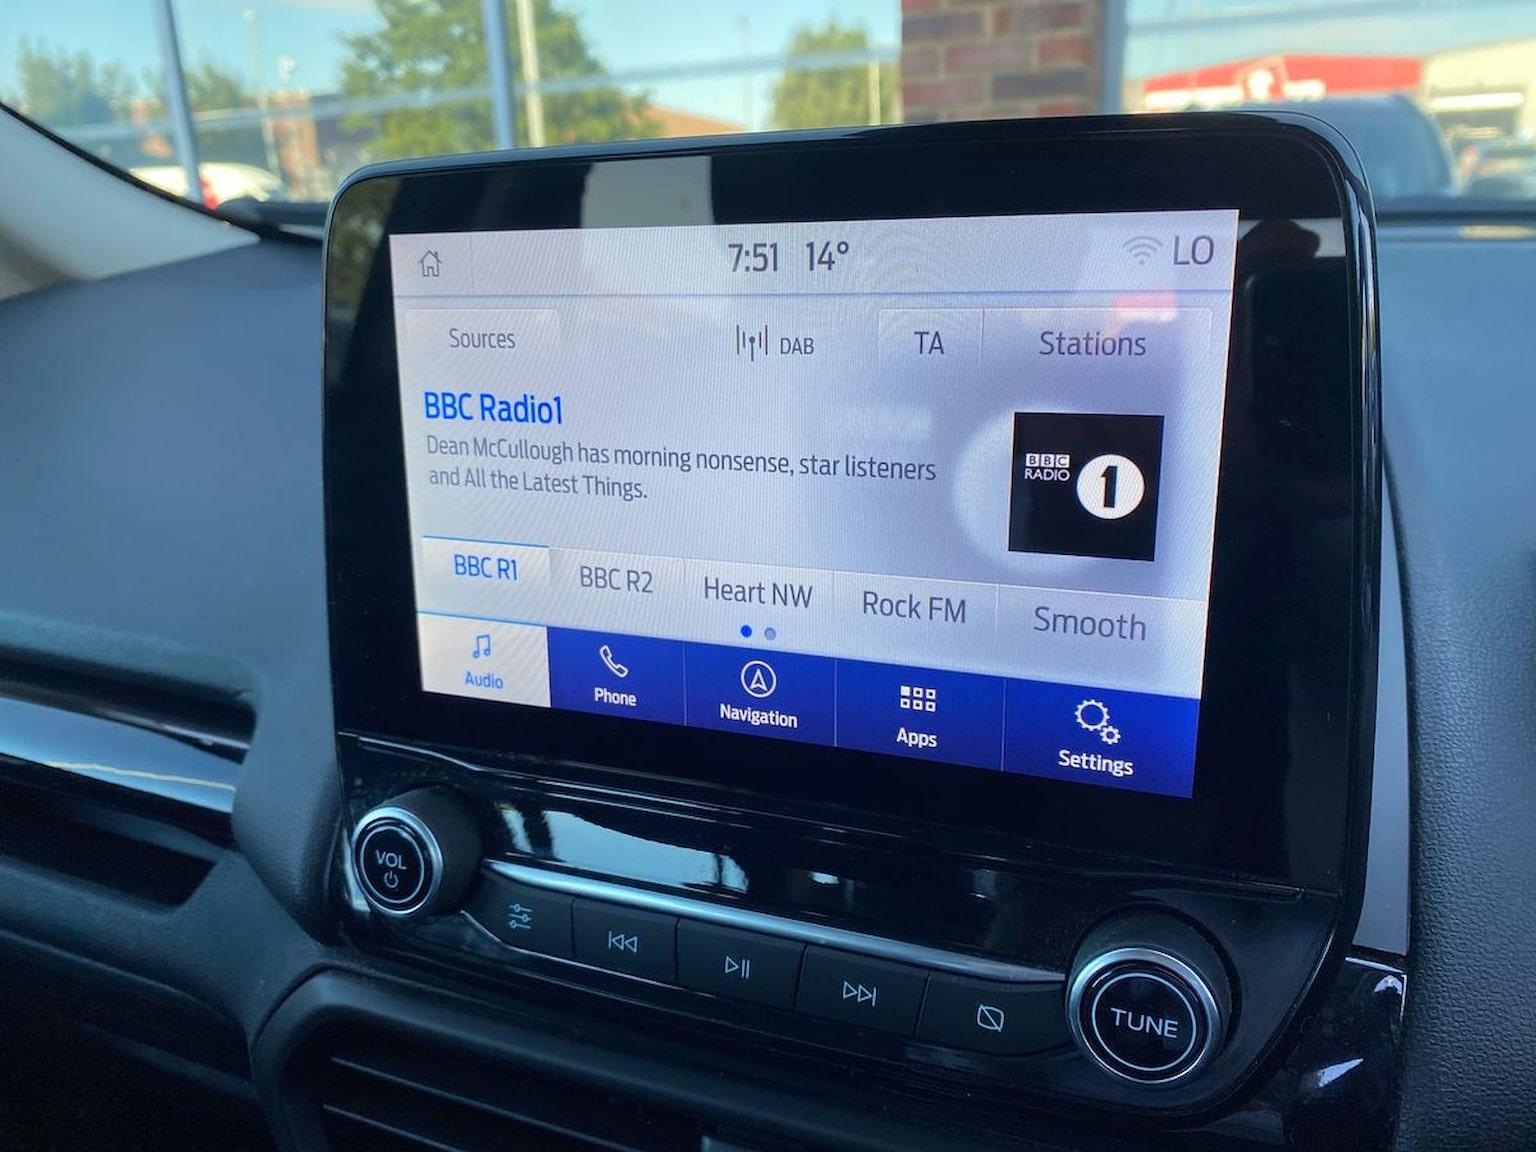 7:51 14° LO
Sources DAB TA Stations
BBC Radio1
Dean McCullough has morning nonsense, star listeners
and All the Latest Things.
BBC
RADIO
1
BBC R1 BBC R2 Heart NW Rock FM Smooth
Audio Phone Navigation Apps Settings
VOL
TUNE